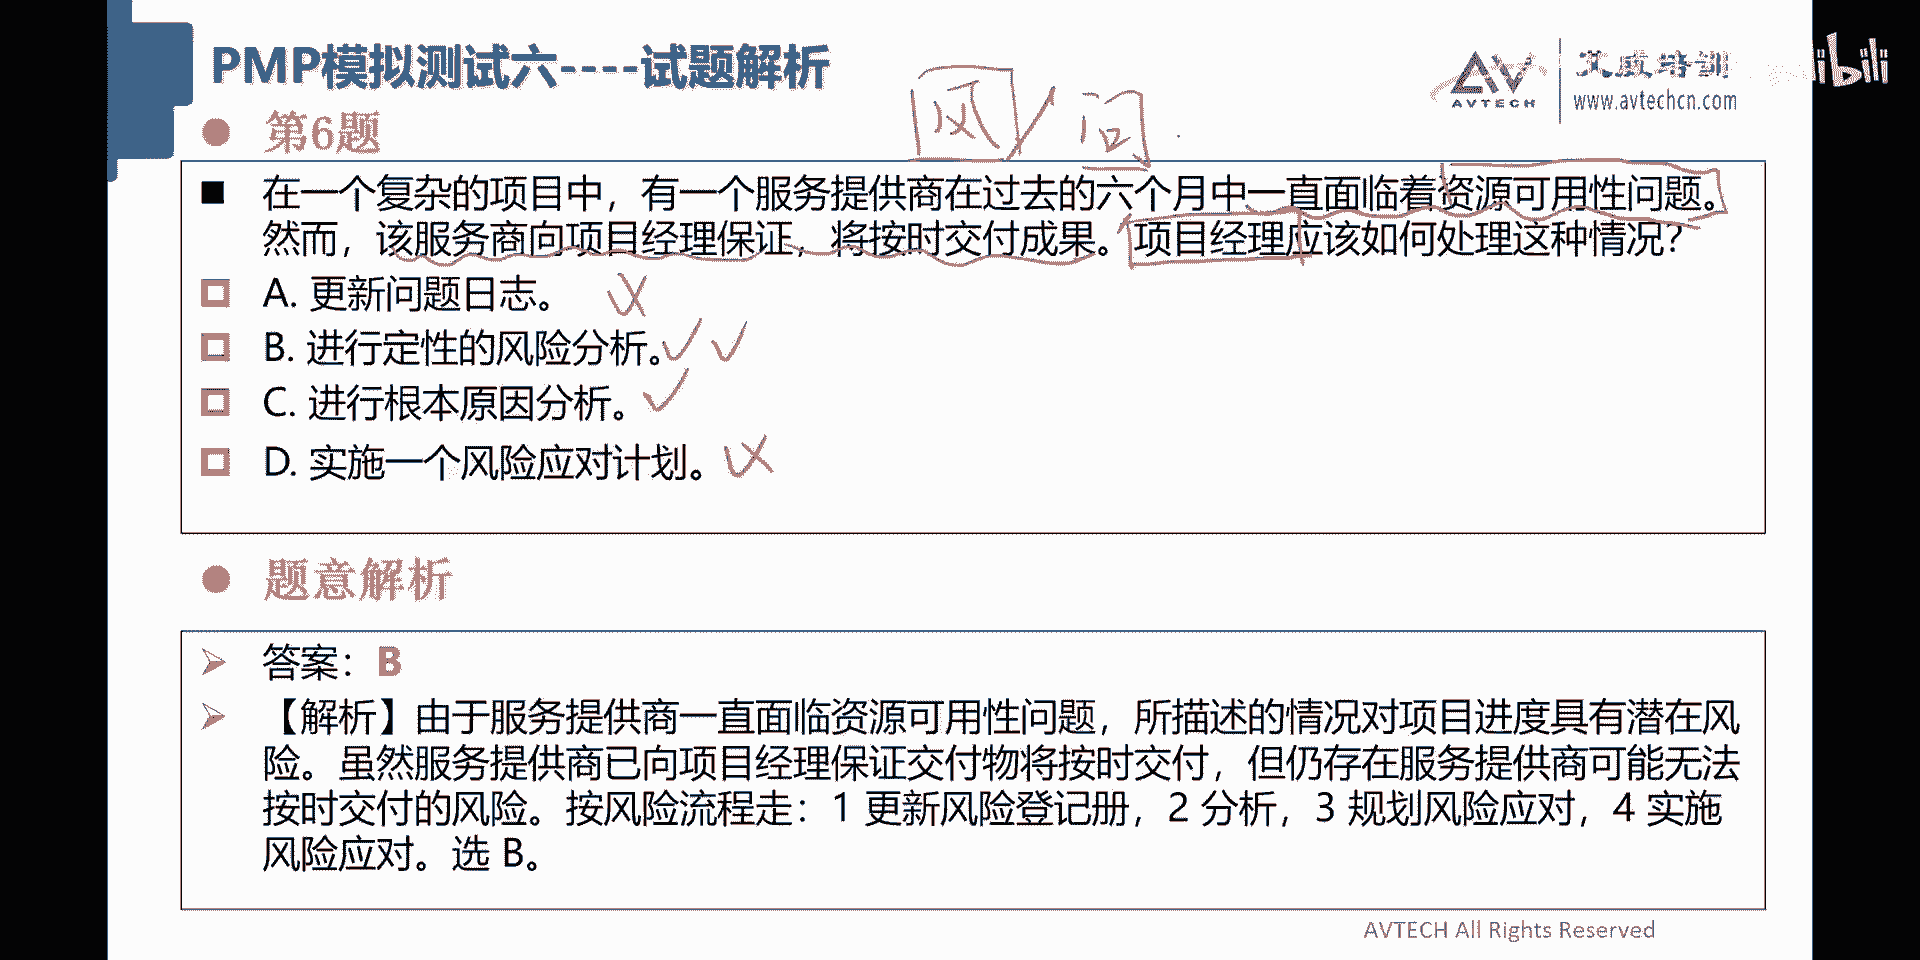 PMP模拟测试六----试题解析
AVTECH
艾威培训
www.avtechcn.com
bili
风/问
第6题
在一个复杂的项目中，有一个服务提供商在过去的六个月中一直面临着资源可用性问题。
然而，该服务商向项目经理保证，将按时交付成果。项目经理应该如何处理这种情况？
A. 更新问题日志。
B. 进行定性的风险分析。
C. 进行根本原因分析。
D. 实施一个风险应对计划。
题意解析
答案：B
【解析】由于服务提供商一直面临资源可用性问题，所描述的情况对项目进度具有潜在风
险。虽然服务提供商已向项目经理保证交付物将按时交付，但仍存在服务提供商可能无法
按时交付的风险。按风险流程走：1 更新风险登记册，2 分析，3 规划风险应对，4 实施
风险应对。选 B。
AVTECH All Rights Reserved